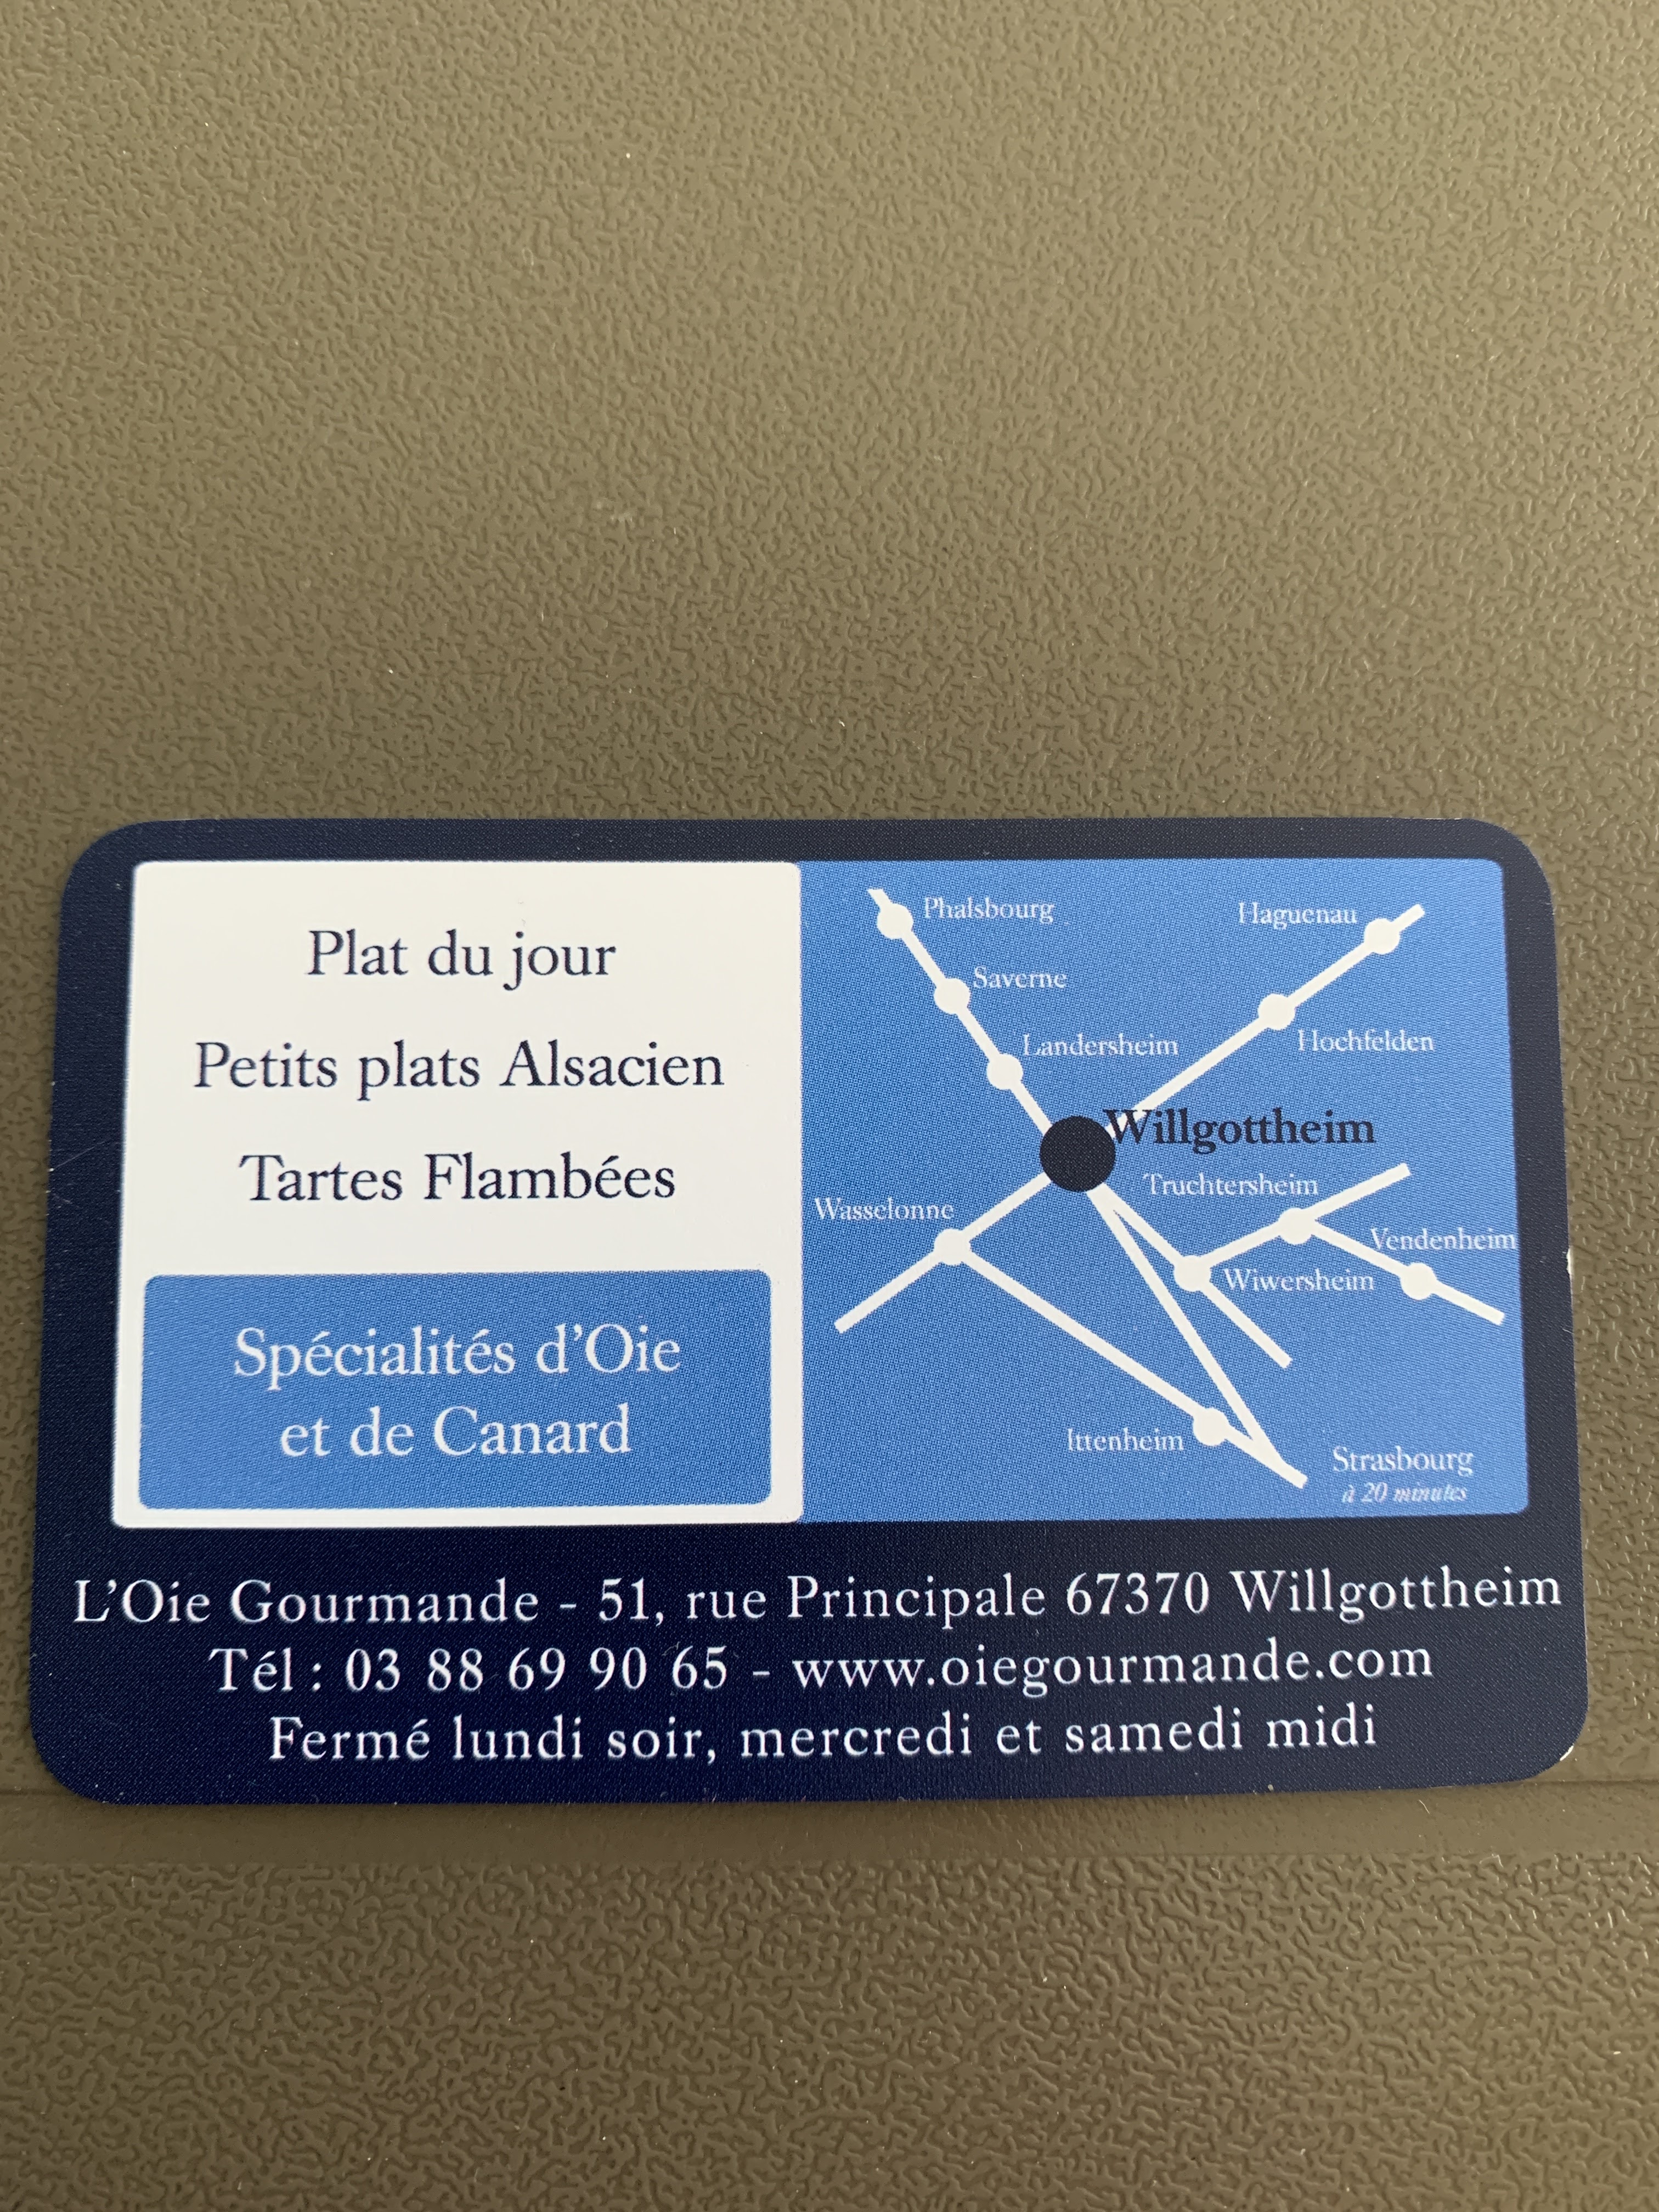 Plat du jour
Petits plats Alsacien
Tartes Flambées
Spécialités d'Oie
et de Canard
Phalsbourg
Haguenau
Saverne
Landersheim
Hochfelden
Willgottheim
Truchtersheim
Wasselonne
Vendenheim
Wiwersheim
Ittenheim
Strasbourg
à 20 minutes
L'Oie Gourmande - 51, rue Principale 67370 Willgottheim
Tél : 03 88 69 90 65 - www.oiegourmande.com
Fermé lundi soir, mercredi et samedi midi